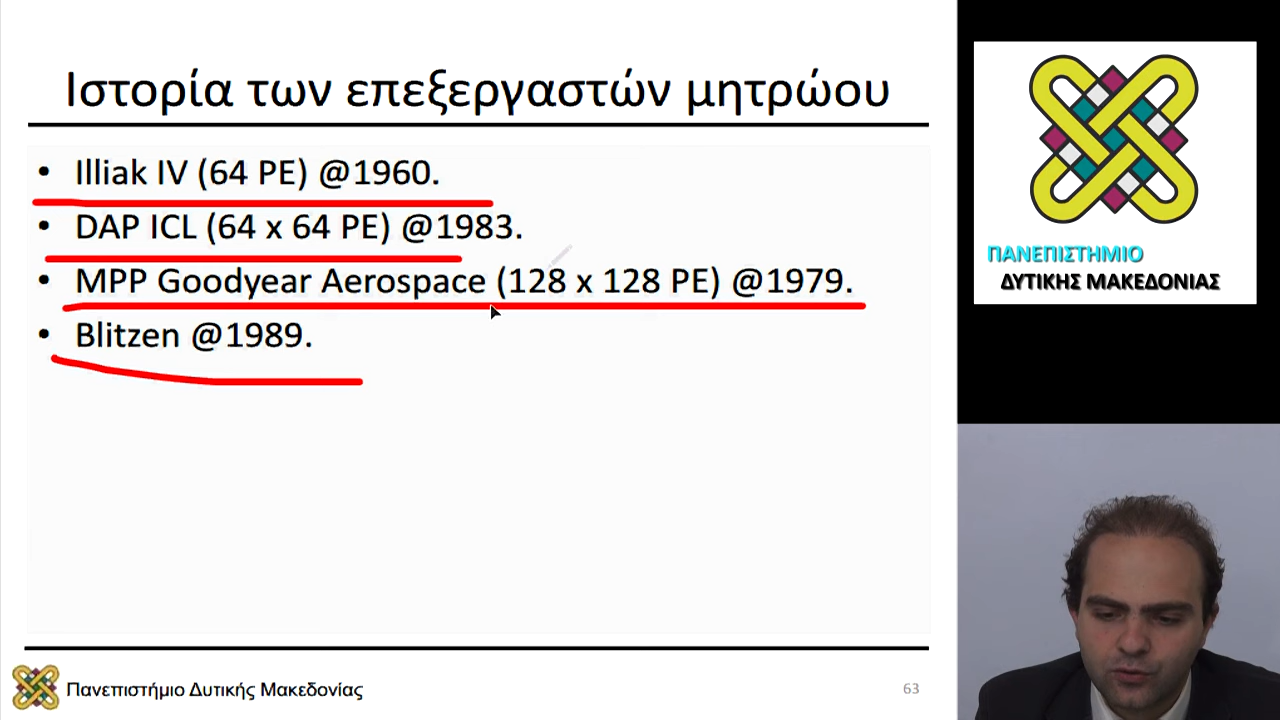 Ιστορία των επεξεργαστών μητρώου
• Illiak IV (64 PE) @1960.
• DAP ICL (64 x 64 PE) @1983.
• MPP Goodyear Aerospace (128 x 128 PE) @1979.
• Blitzen @1989.
Πανεπιστήμιο Δυτικής Μακεδονίας
63
ΠΑΝΕΠΙΣΤΗΜΙΟ
ΔΥΤΙΚΗΣ ΜΑΚΕΔΟΝΙΑΣ